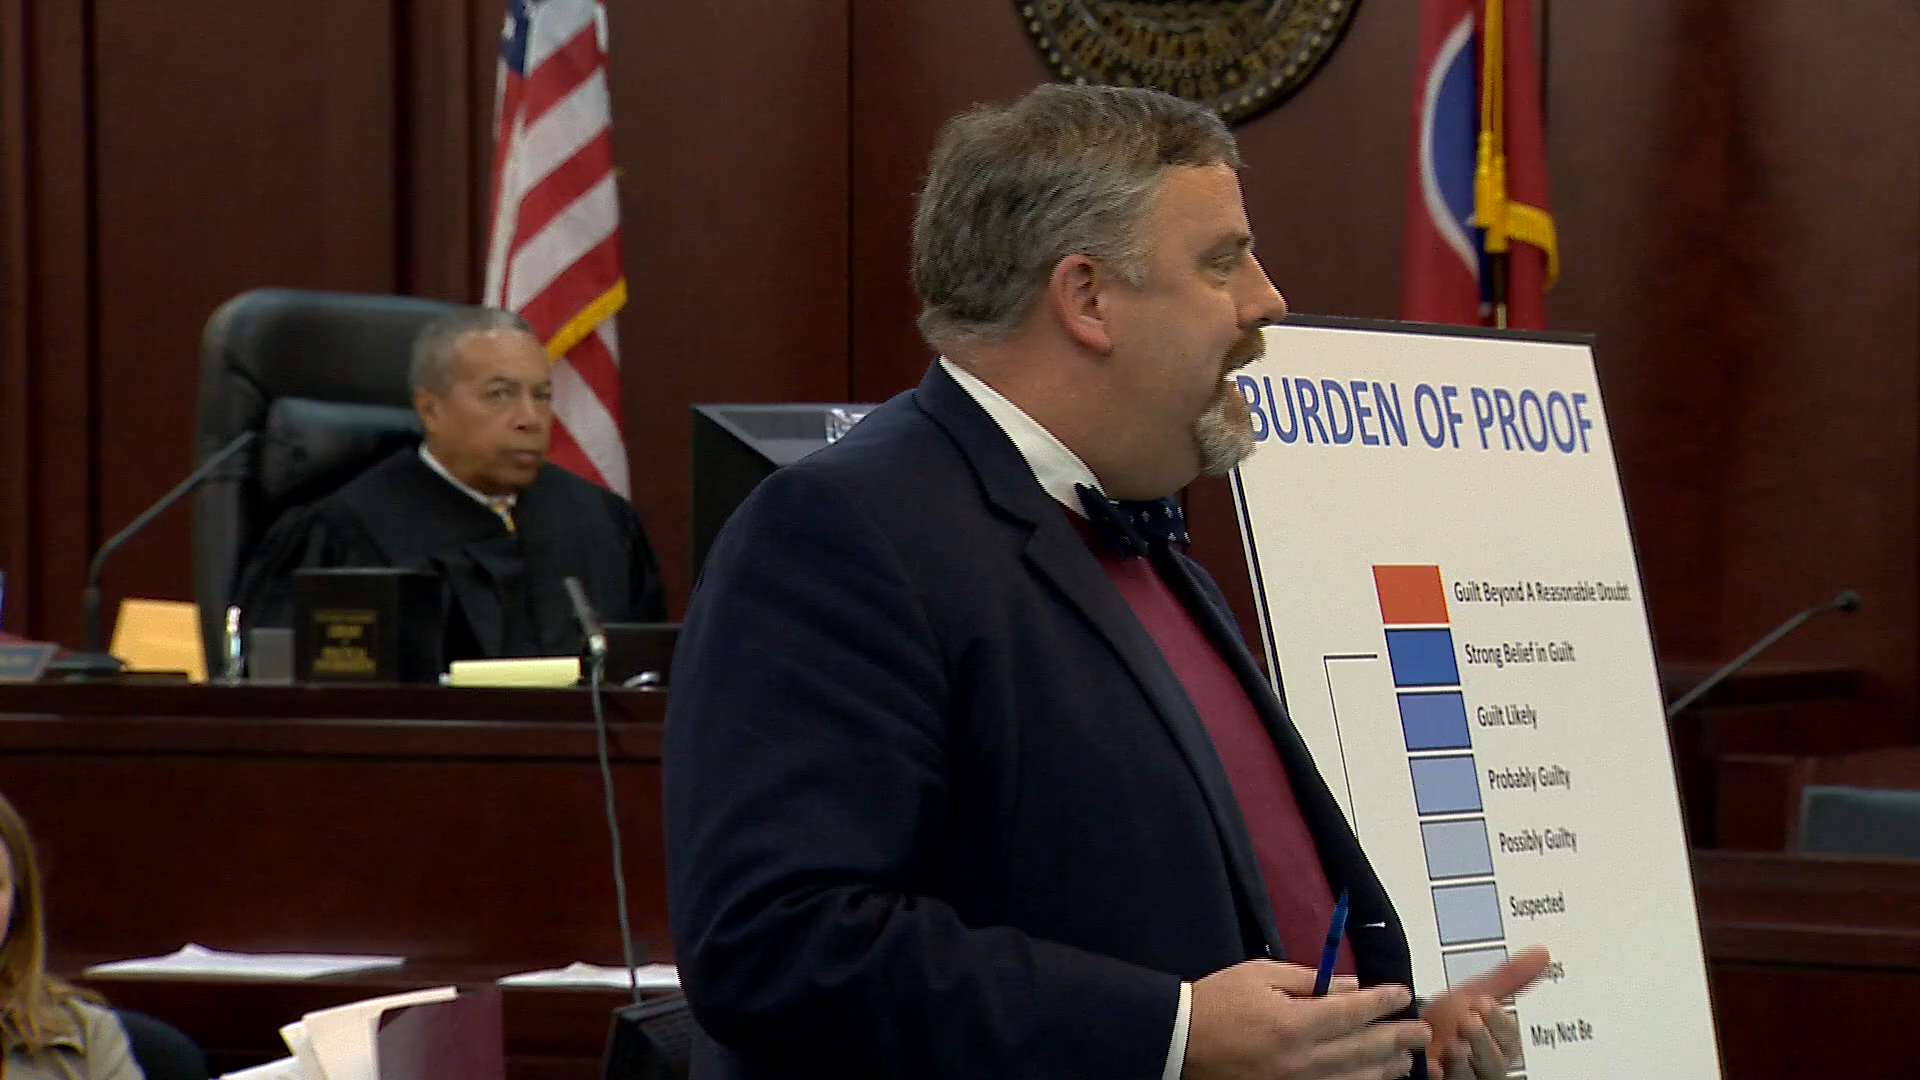 COMMERCE
BURDEN OF PROOF
Guilt Beyond A Reasonable Doubt
Strong Belief in Guilt
Guilt Likely
Probably Guilty
Possibly Guilty
Suspected
May Not Be